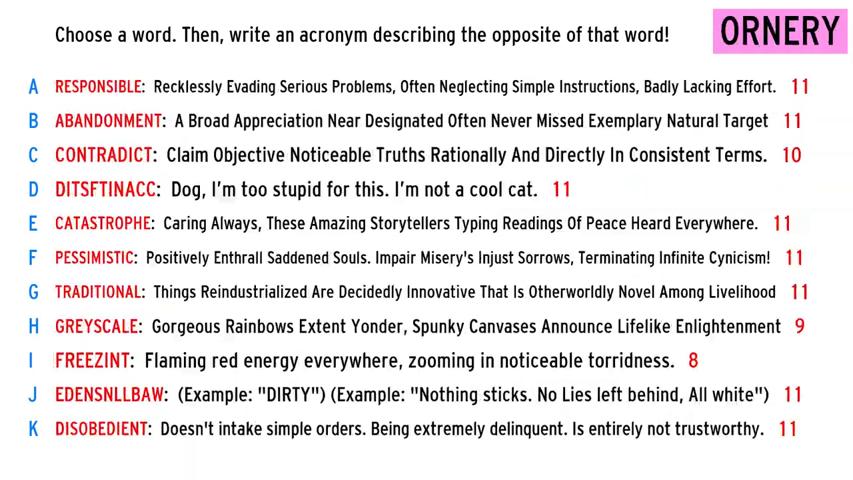 Choose a word. Then, write an acronym describing the opposite of that word!
ORNERY
A RESPONSIBLE: Recklessly Evading Serious Problems, Often Neglecting Simple Instructions, Badly Lacking Effort. 11
B ABANDONMENT: A Broad Appreciation Near Designated Often Never Missed Exemplary Natural Target 11
C CONTRADICT: Claim Objective Noticeable Truths Rationally And Directly In Consistent Terms. 10
D DITSFTINACC: Dog, I'm too stupid for this. I'm not a cool cat. 11
E CATASTROPHE: Caring Always, These Amazing Storytellers Typing Readings Of Peace Heard Everywhere. 11
F PESSIMISTIC: Positively Enthrall Saddened Souls. Impair Misery's Injust Sorrows, Terminating Infinite Cynicism! 11
G TRADITIONAL: Things Reindustrialized Are Decidedly Innovative That Is Otherworldly Novel Among Livelihood 11
H GREYSCALE: Gorgeous Rainbows Extent Yonder, Spunky Canvases Announce Lifelike Enlightenment 9
I FREEZINT: Flaming red energy everywhere, zooming in noticeable torridness. 8
J EDENSNLLBAW: (Example: "DIRTY") (Example: "Nothing sticks. No Lies left behind, All white") 11
K DISOBEDIENT: Doesn't intake simple orders. Being extremely delinquent. Is entirely not trustworthy. 11